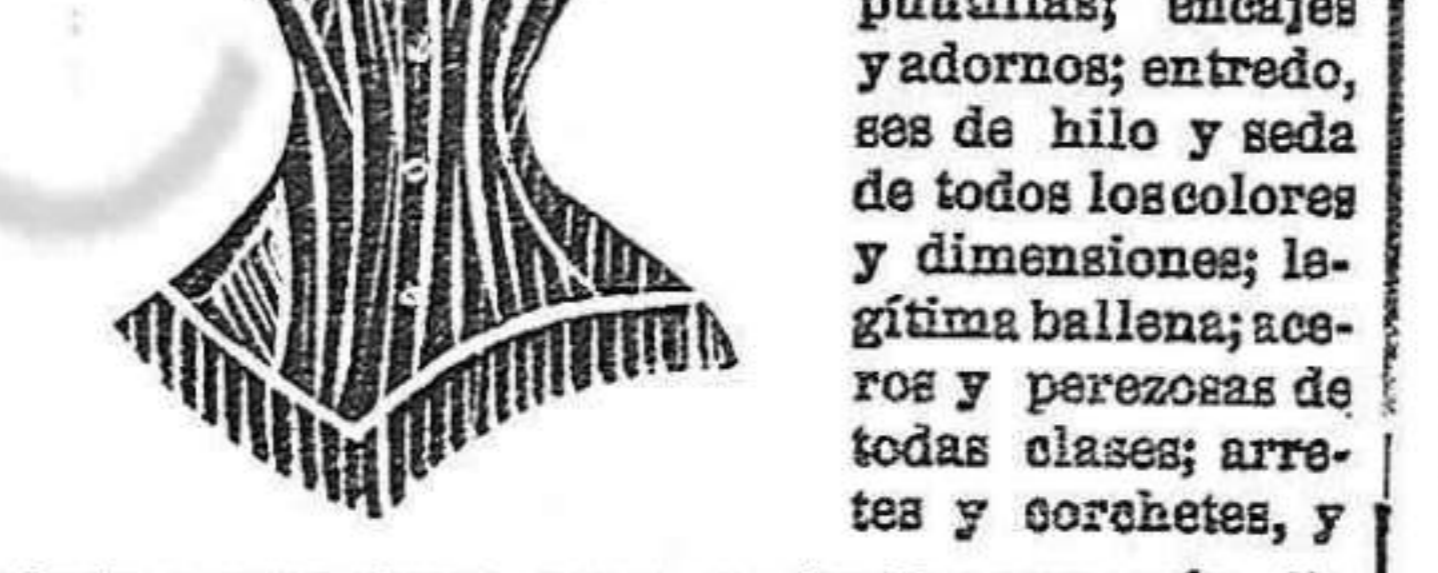 encajes
y adornos; entredo,
ses de hilo y seda
de todos los colores
y dimensiones; le-
gítima ballena; ace-
ros y perezosas de
todas clases; arre-
tes y corchetes, y